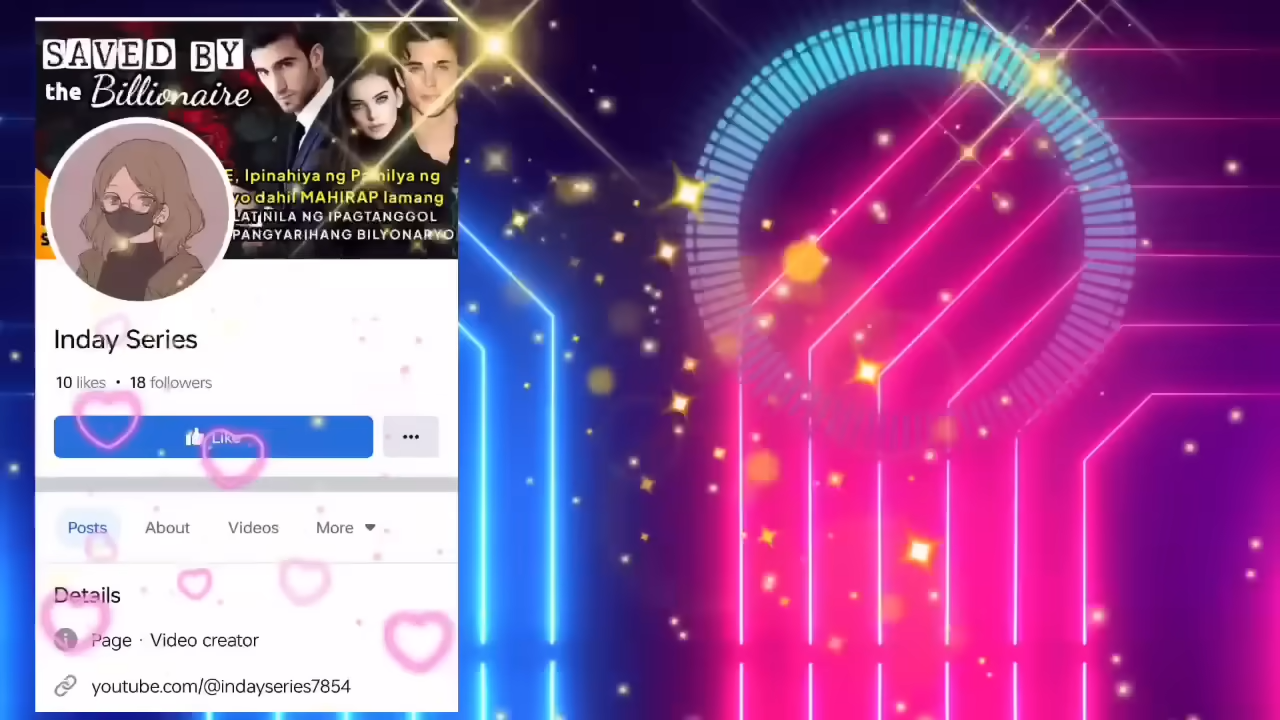 SAVED BY
the Billionaire
E, Ipinahiya ng Pamilya ng
yo dahil MAHIRAP lamang
NILA NG IPAGTANGGOL
PANGYARIHANG BILYONARYO
Inday Series
10 likes • 18 followers
Like
Posts About Videos More
Details
Page · Video creator
youtube.com/@indayseries7854